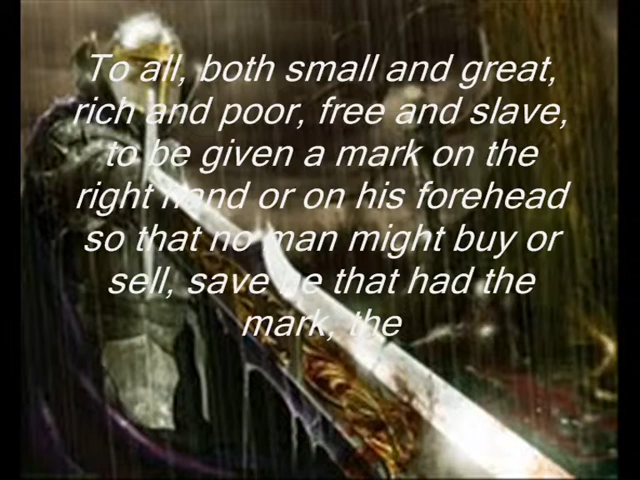 To all, both small and great,
rich and poor, free and slave,
to be given a mark on the
right hand or on his forehead
so that no man might buy or
sell, save he that had the
mark, the